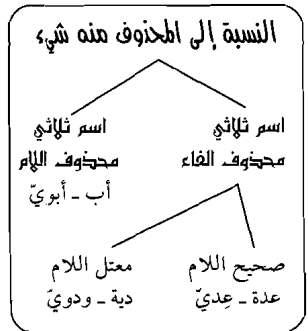 النسبة إلى المحذوف منه شيء
اسم ثلاثي
محذوف الفاء
اسم ثلاثي
محذوف اللام
أب ـ أبويّ
صحيح اللام
عدة ـ عِديّ
معتل اللام
دية ـ ودويّ